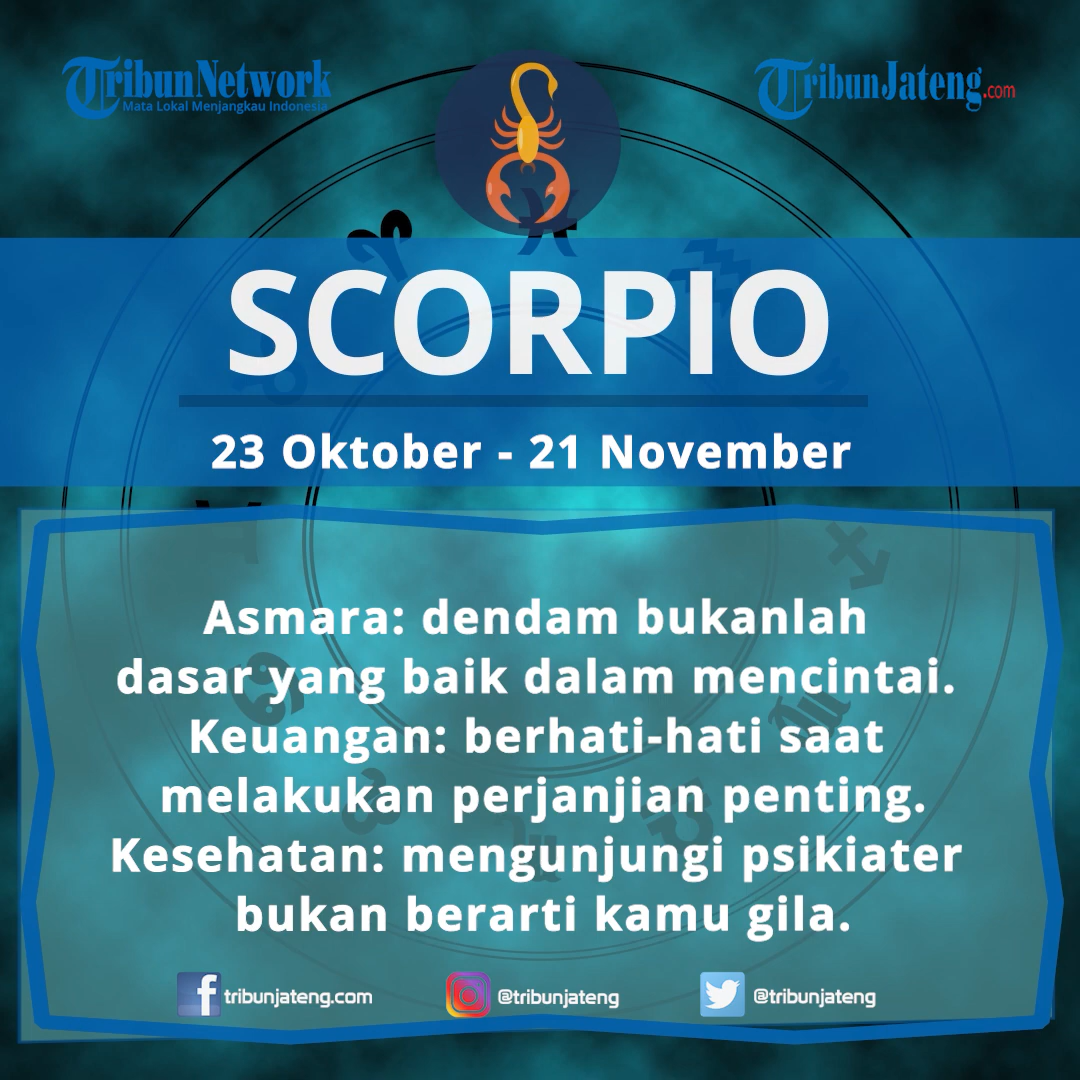 TribunNetwork
Mata Lokal Menjangkau Indonesia
TribunJateng.com
SCORPIO
23 Oktober - 21 November
Asmara: dendam bukanlah
dasar yang baik dalam mencintai.
Keuangan: berhati-hati saat
melakukan perjanjian penting.
Kesehatan: mengunjungi psikiater
bukan berarti kamu gila.
tribunjateng.com
@tribunjateng
@tribunjateng